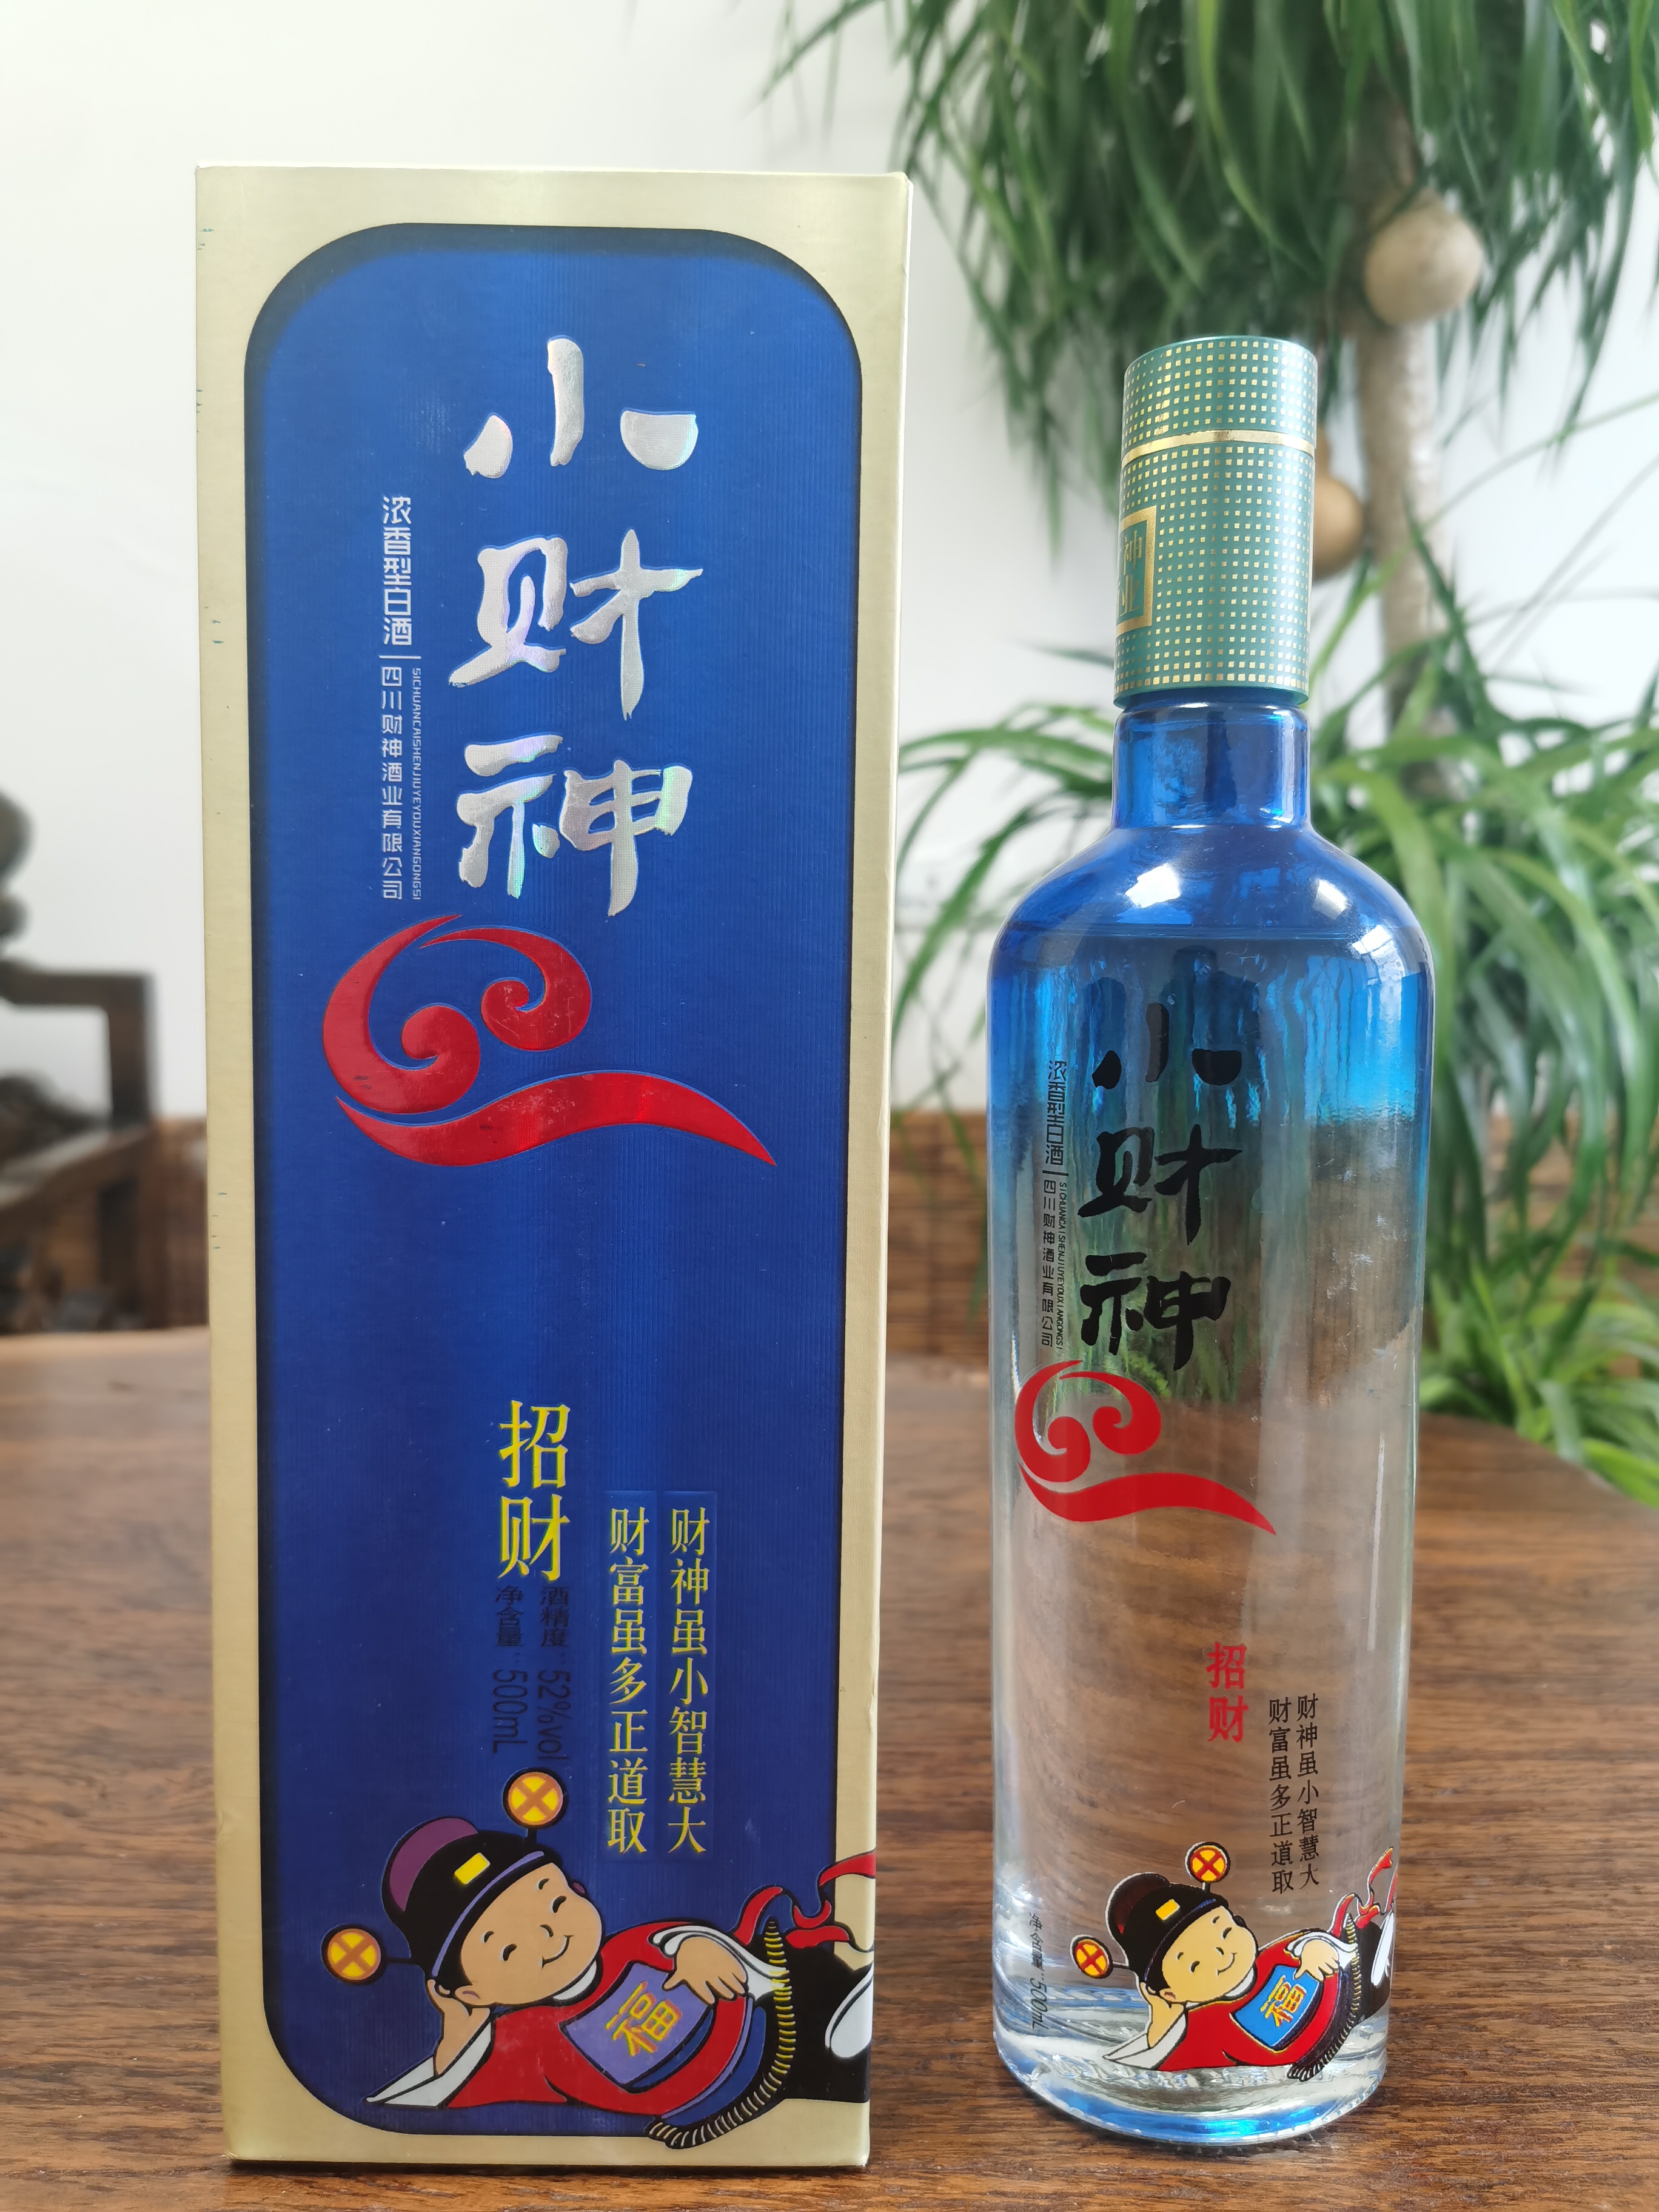 小财神
浓香型白酒
四川财神酒业有限公司
SICHUANCAISHENJIUYEYOUXIANGONGSI
招财
酒精度:52%vol
净含量:500mL
财神虽小智慧大
财富虽多正道取
福
神
业
小财神
浓香型白酒
四川财神酒业有限公司
SICHUANCAISHENJIUYEYOUXIANGONGSI
招财
财神虽小智慧大
财富虽多正道取
净含量:500mL
福